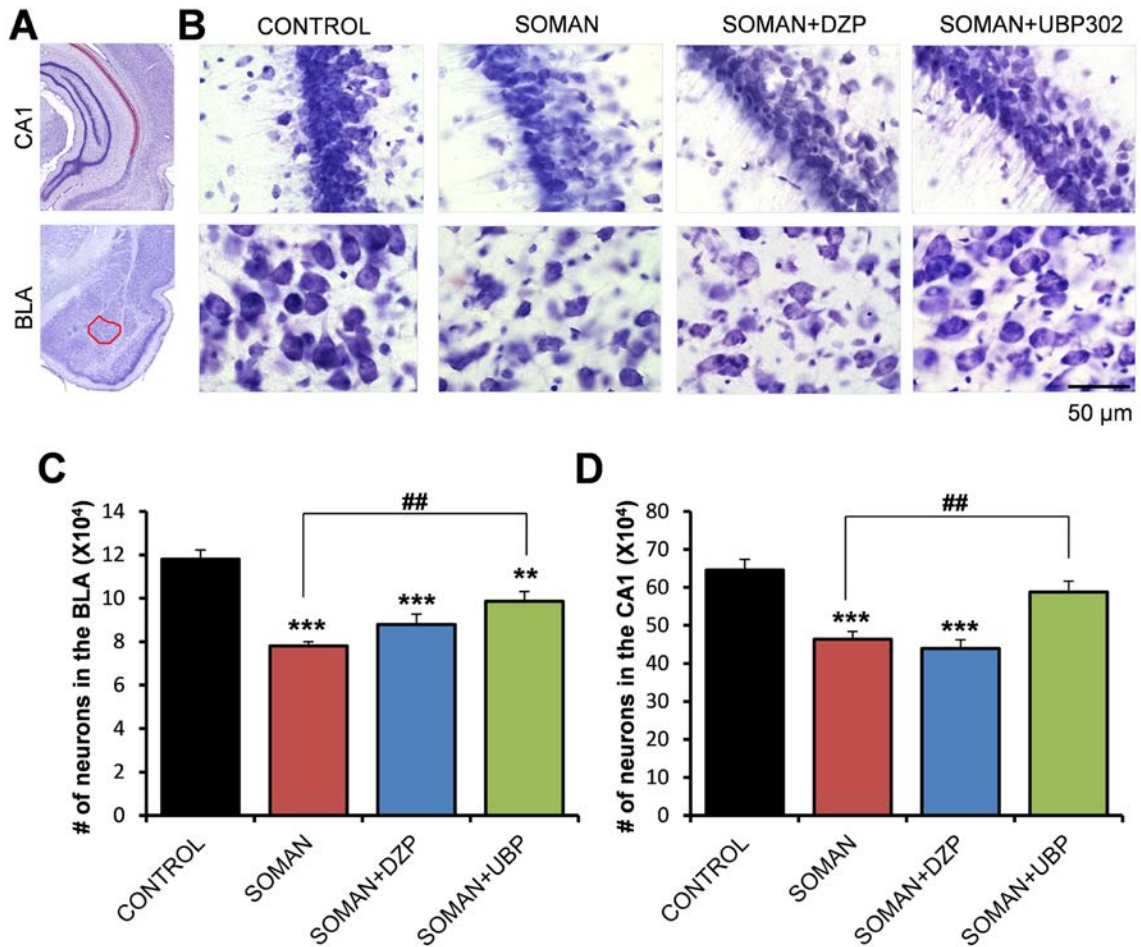 A
B
CONTROL
SOMAN
SOMAN+DZP
SOMAN+UBP302
CA1
BLA
50 µm
C
# of neurons in the BLA (X10⁴)
14
12
10
8
6
4
2
0
##
***
***
**
CONTROL
SOMAN
SOMAN+DZP
SOMAN+UBP
D
# of neurons in the CA1 (X10⁴)
80
70
60
50
40
30
20
10
0
##
***
***
CONTROL
SOMAN
SOMAN+DZP
SOMAN+UBP